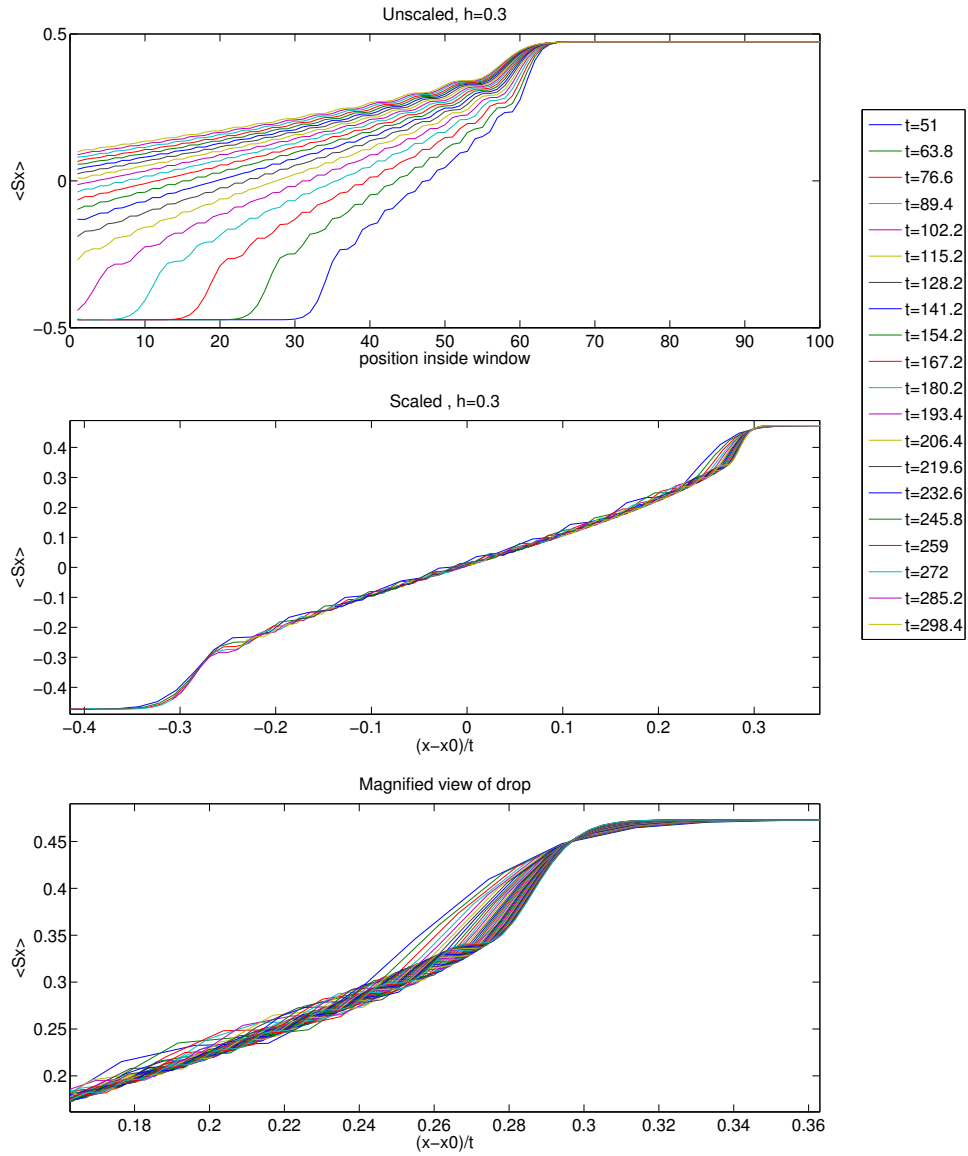 Unscaled, h=0.3
<Sx>
0.5
0
−0.5
0 10 20 30 40 50 60 70 80 90 100
position inside window
t=51
t=63.8
t=76.6
t=89.4
t=102.2
t=115.2
t=128.2
t=141.2
t=154.2
t=167.2
t=180.2
t=193.4
t=206.4
t=219.6
t=232.6
t=245.8
t=259
t=272
t=285.2
t=298.4
Scaled , h=0.3
<Sx>
0.4
0.3
0.2
0.1
0
−0.1
−0.2
−0.3
−0.4
−0.4 −0.3 −0.2 −0.1 0 0.1 0.2 0.3
(x−x0)/t
Magnified view of drop
<Sx>
0.45
0.4
0.35
0.3
0.25
0.2
0.18 0.2 0.22 0.24 0.26 0.28 0.3 0.32 0.34 0.36
(x−x0)/t